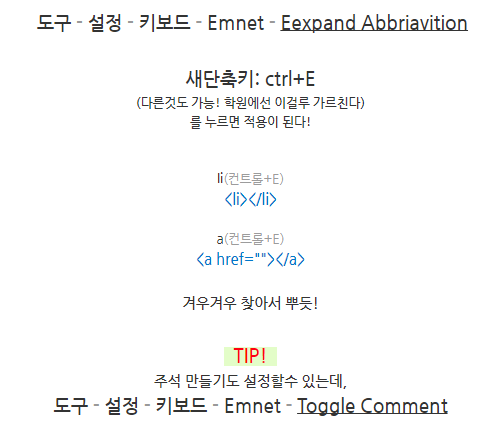 도구 - 설정 - 키보드 - Emnet - Eexpand Abbriavition
새단축키: ctrl+E
(다른것도 가능! 학원에선 이걸루 가르친다)
를 누르면 적용이 된다!
li(컨트롤+E)
<li></li>
a(컨트롤+E)
<a href=""></a>
겨우겨우 찾아서 뿌듯!
TIP!
주석 만들기도 설정할수 있는데,
도구 - 설정 - 키보드 - Emnet - Toggle Comment